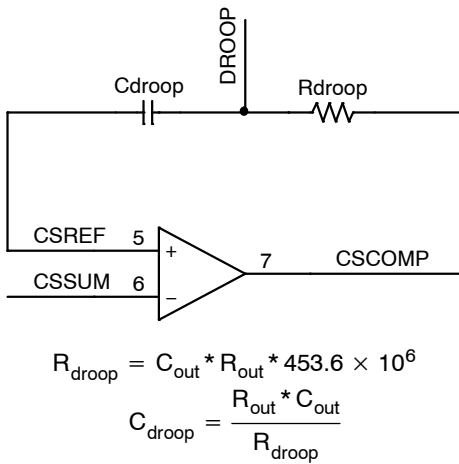 DROOP
Cdroop
Rdroop
CSREF 5
+
CSSUM 6
−
7 CSCOMP
R_droop = C_out * R_out * 453.6 × 10^6
C_droop = R_out * C_out / R_droop